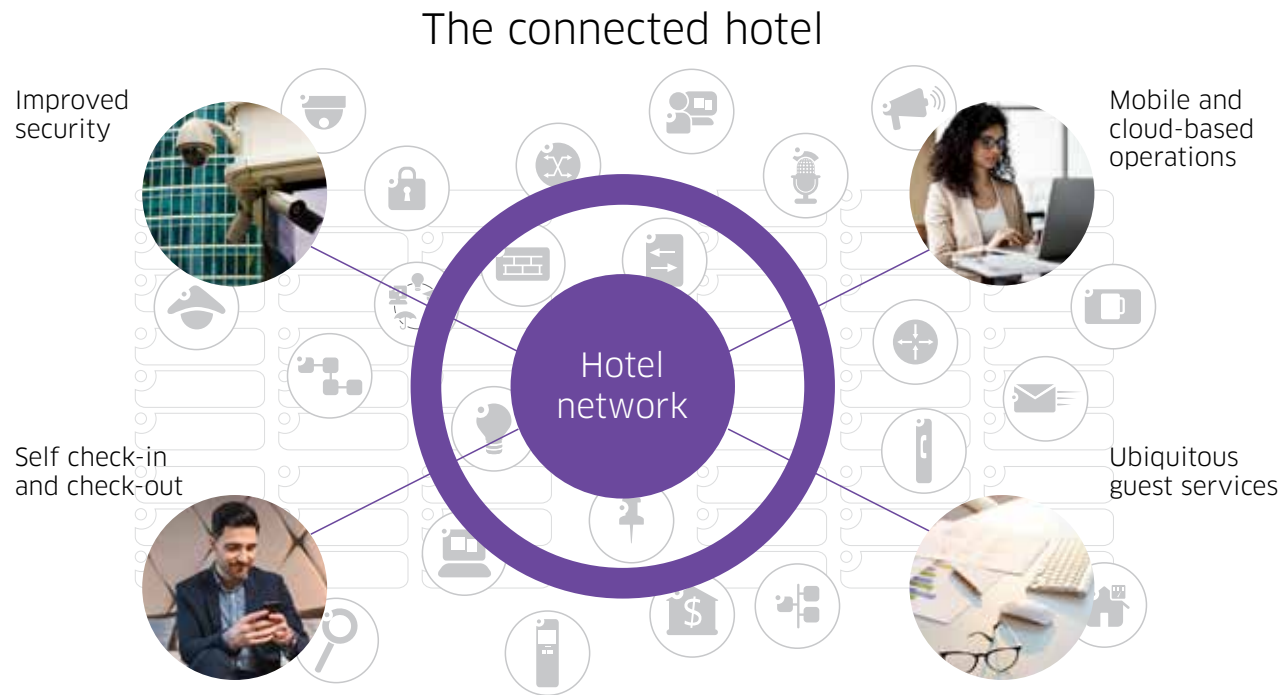 The connected hotel
Improved
security
Mobile and
cloud-based
operations
Hotel
network
Self check-in
and check-out
Ubiquitous
guest services
$